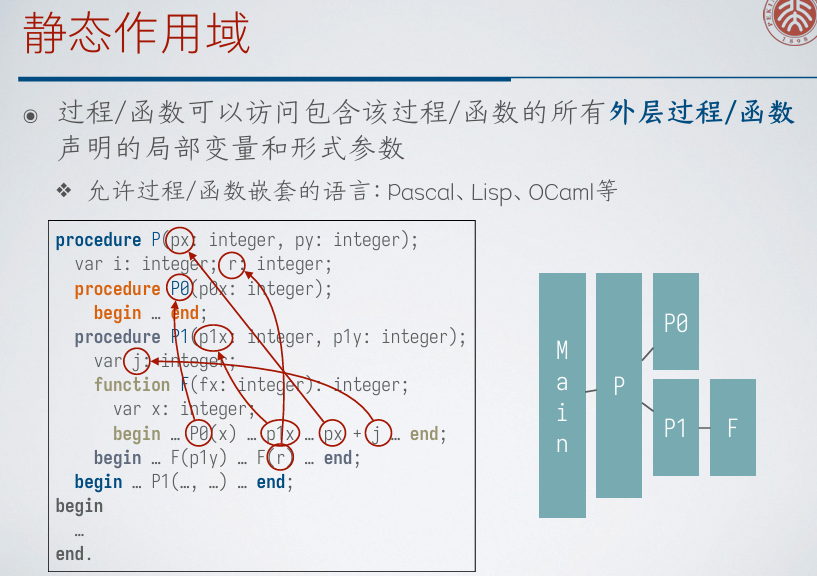 静态作用域
过程/函数可以访问包含该过程/函数的所有外层过程/函数
声明的局部变量和形式参数
允许过程/函数嵌套的语言：Pascal、Lisp、OCaml等
procedure P(px: integer, py: integer);
var i: integer; r: integer;
procedure P0(p0x: integer);
begin … end;
procedure P1(p1x: integer, p1y: integer);
var j: integer;
function F(fx: integer): integer;
var x: integer;
begin … P0(x) … p1x … px + j … end;
begin … F(p1y) … F(r) … end;
begin … P1(…, …) … end;
begin
…
end.
Main
P
P0
P1
F
1898